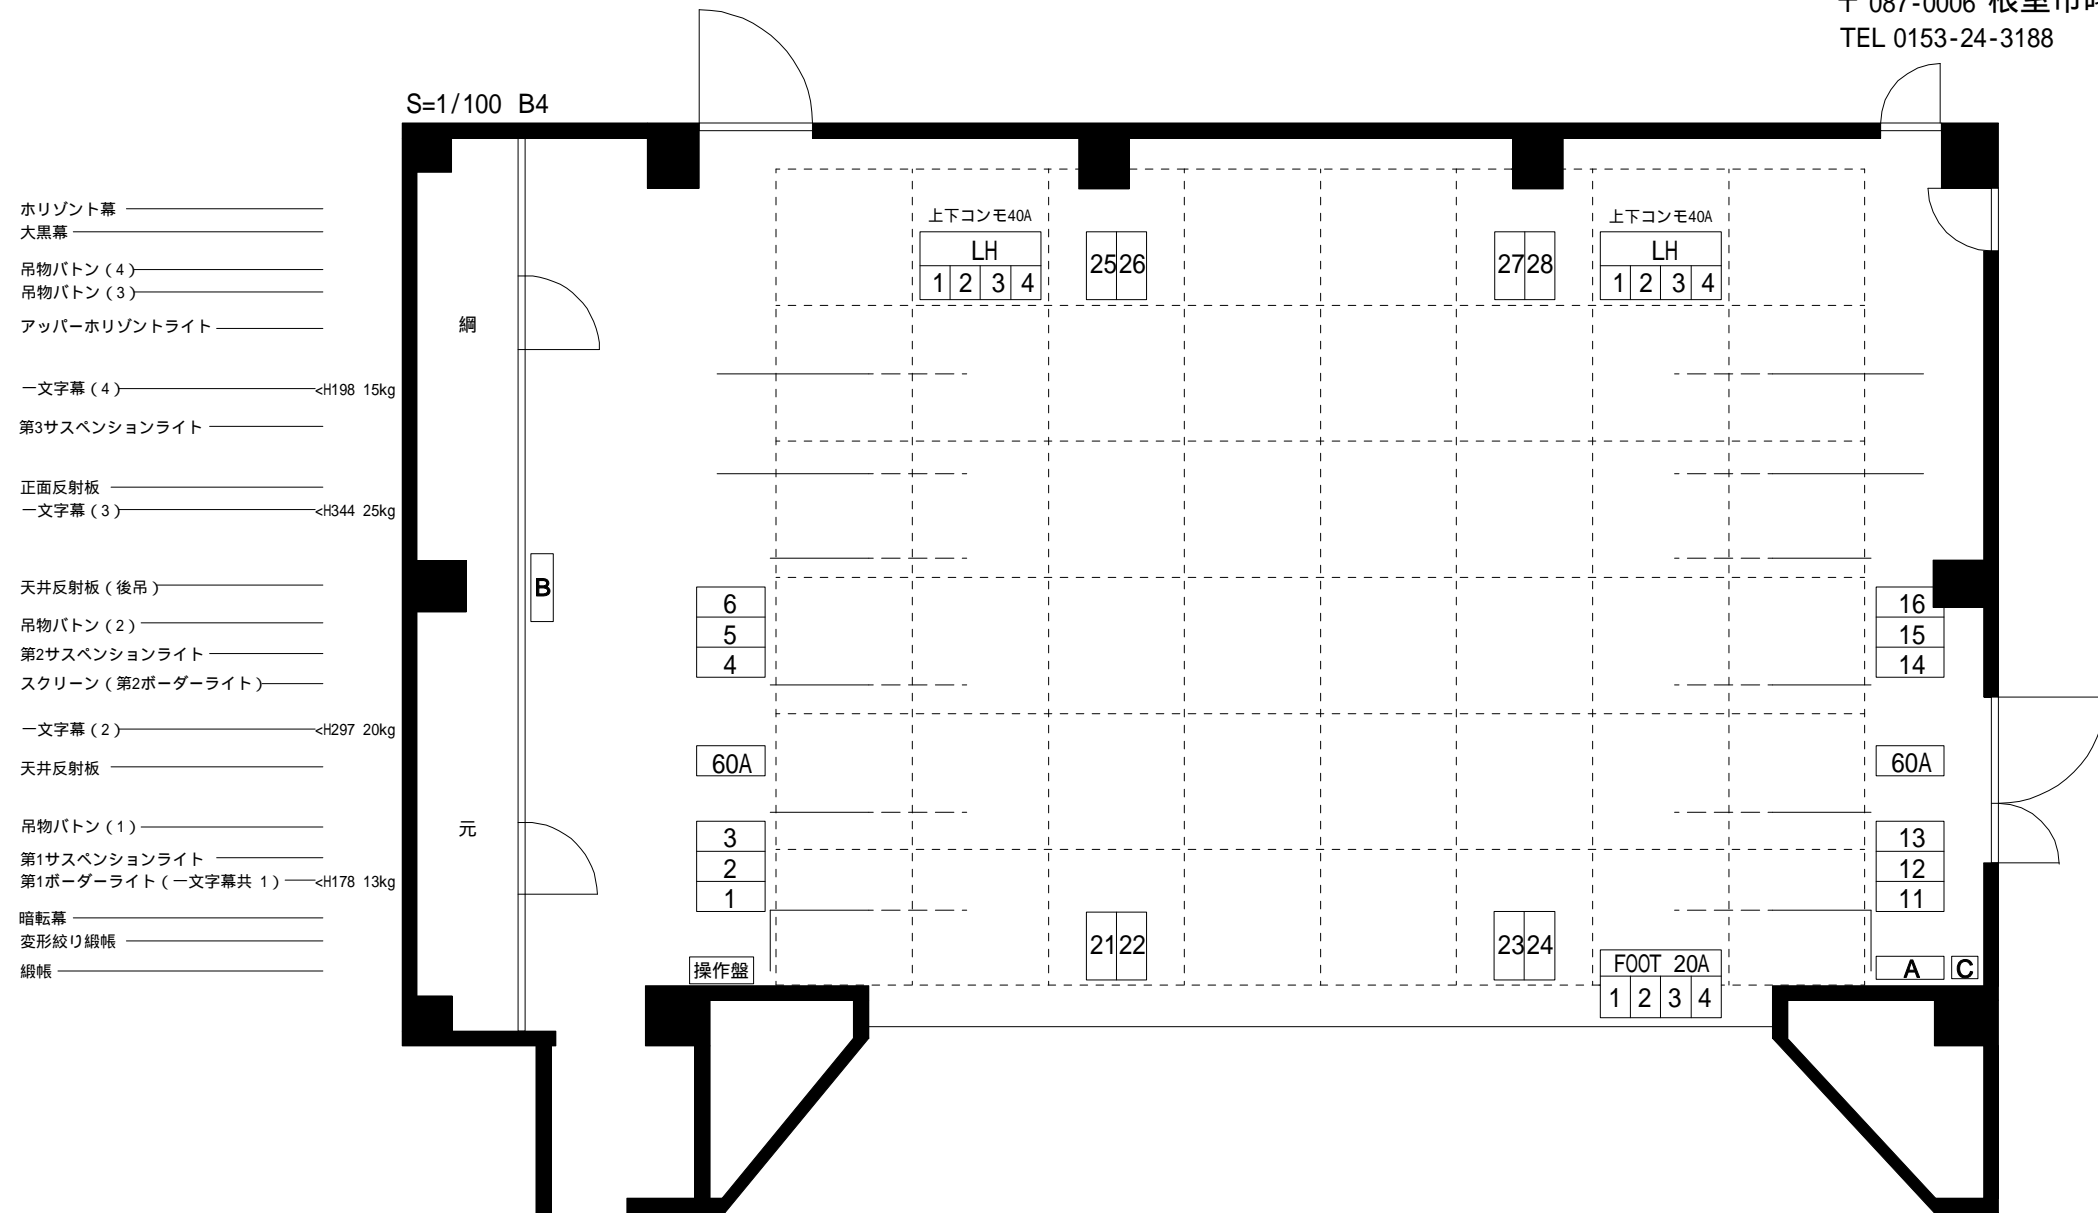 〒 087-0006 根室市
TEL 0153-24-3188
S=1/100 B4
ホリゾント幕
大黒幕
吊物バトン（4）
吊物バトン（3）
アッパーホリゾントライト
一文字幕（4） <H198 15kg
第3サスペンションライト
正面反射板
一文字幕（3） <H344 25kg
天井反射板（後吊）
吊物バトン（2）
第2サスペンションライト
スクリーン（第2ボーダーライト）
一文字幕（2） <H297 20kg
天井反射板
吊物バトン（1）
第1サスペンションライト
第1ボーダーライト（一文字幕共 1） <H178 13kg
暗転幕
変形絞り緞帳
緞帳
綱
元
B
上下コンモ40A
LH
1 2 3 4
25 26
27 28
上下コンモ40A
LH
1 2 3 4
6
5
4
60A
3
2
1
操作盤
16
15
14
60A
13
12
11
21 22
23 24
FOOT 20A
1 2 3 4
A C